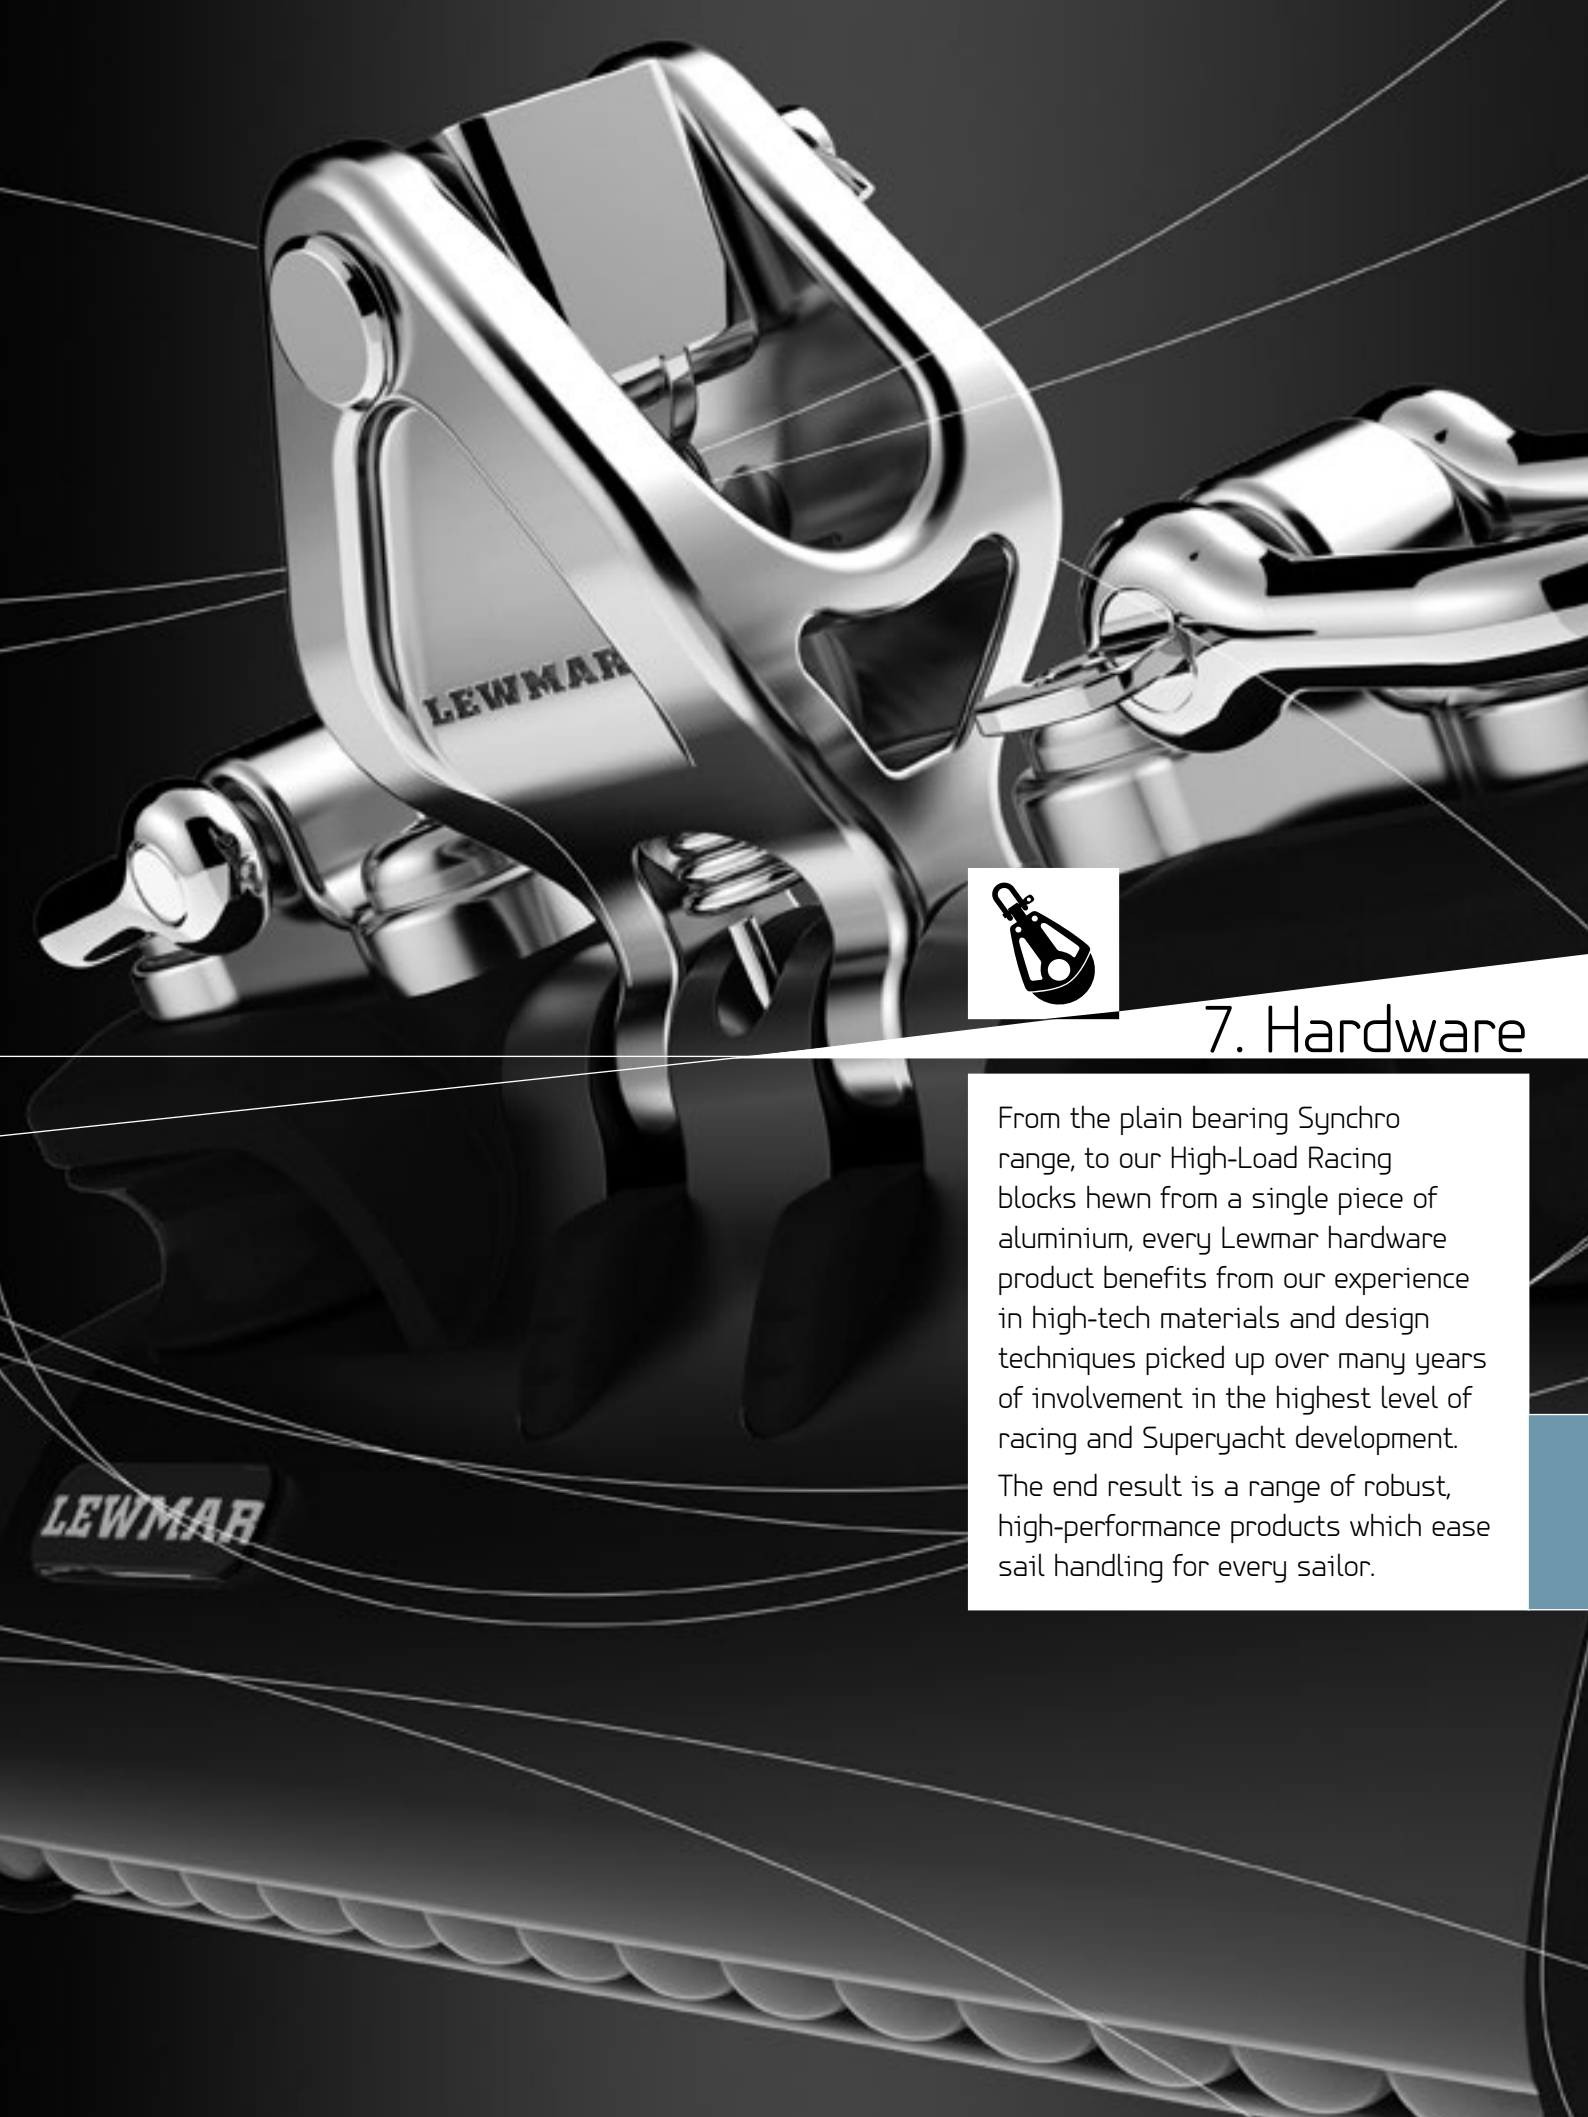 LEWMAR
7. Hardware
From the plain bearing Synchro
range, to our High-Load Racing
blocks hewn from a single piece of
aluminium, every Lewmar hardware
product benefits from our experience
in high-tech materials and design
techniques picked up over many years
of involvement in the highest level of
racing and Superyacht development.
The end result is a range of robust,
high-performance products which ease
sail handling for every sailor.
LEWMAR